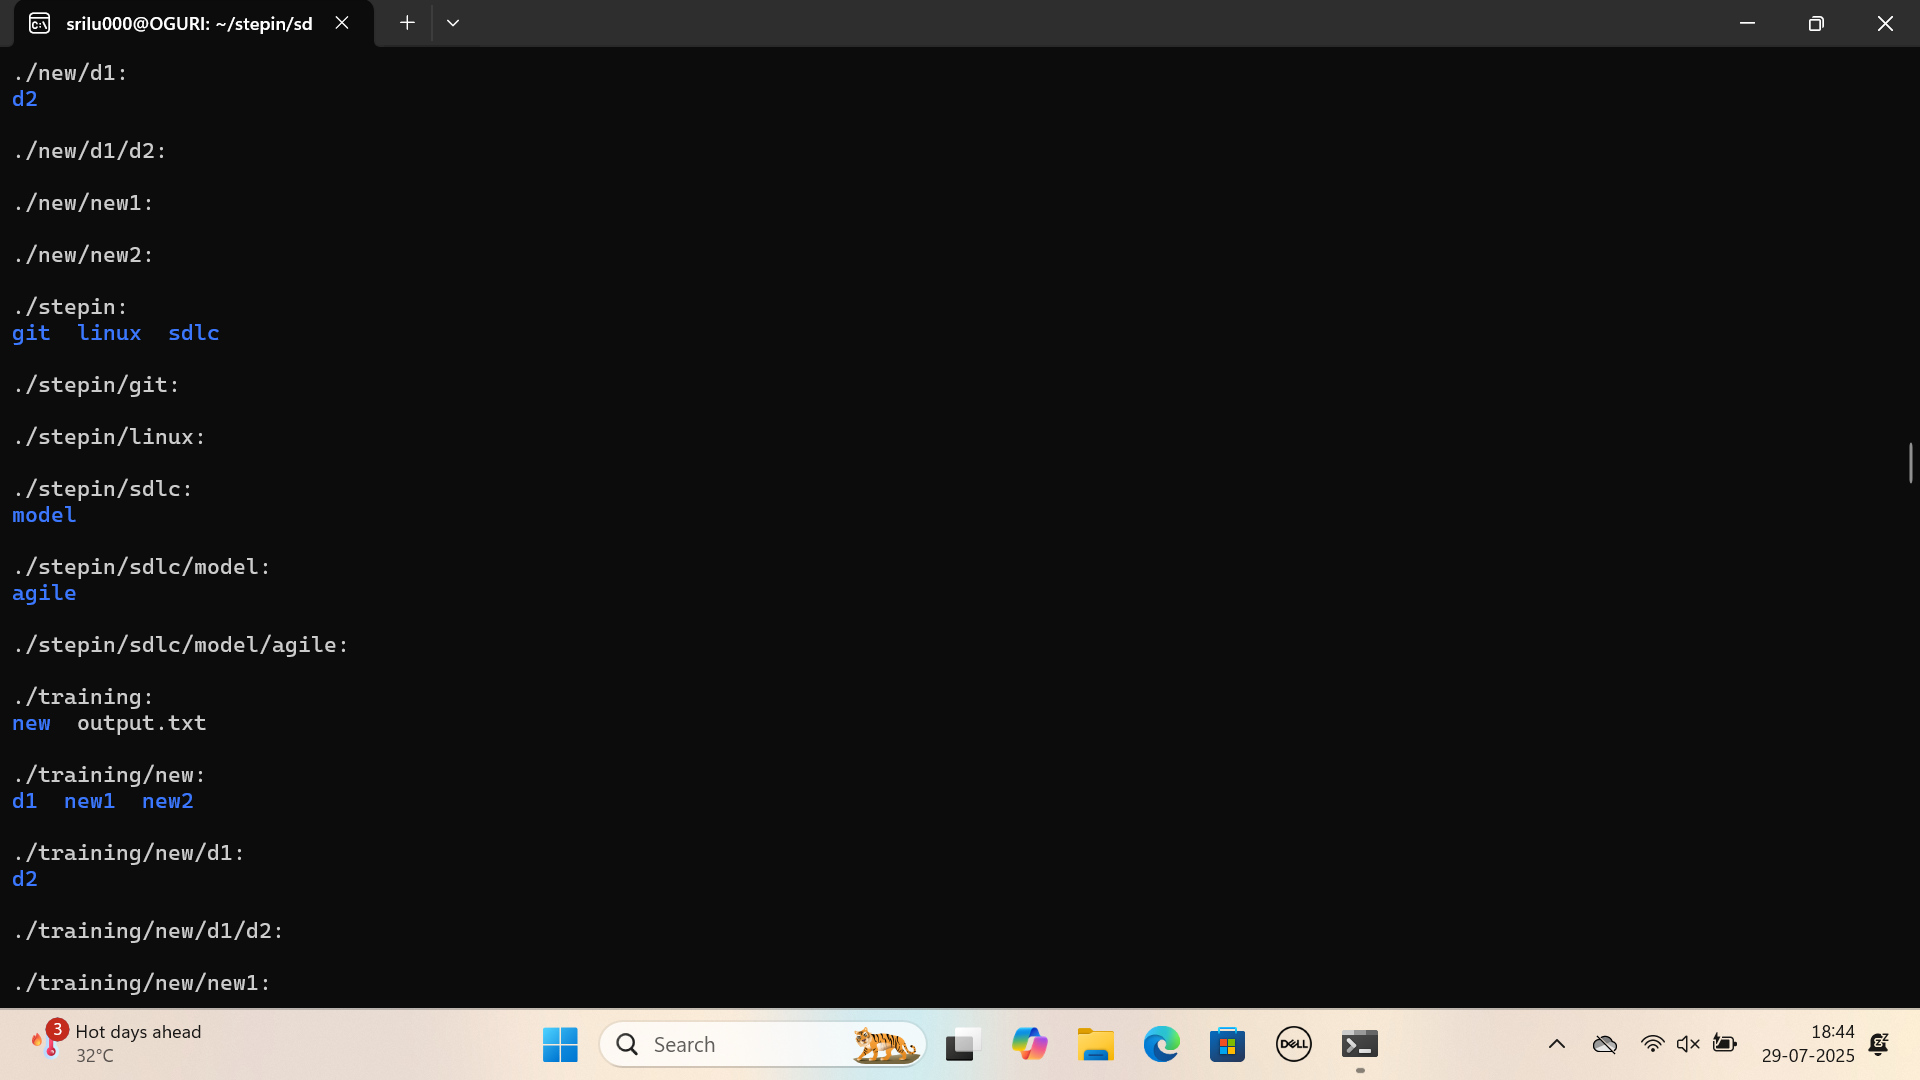 srilu000@OGURI: ~/stepin/sd
./new/d1:
d2
./new/d1/d2:
./new/new1:
./new/new2:
./stepin:
git  linux  sdlc
./stepin/git:
./stepin/linux:
./stepin/sdlc:
model
./stepin/sdlc/model:
agile
./stepin/sdlc/model/agile:
./training:
new  output.txt
./training/new:
d1  new1  new2
./training/new/d1:
d2
./training/new/d1/d2:
./training/new/new1:
3
Hot days ahead
32°C
Search
DELL
18:44
29-07-2025